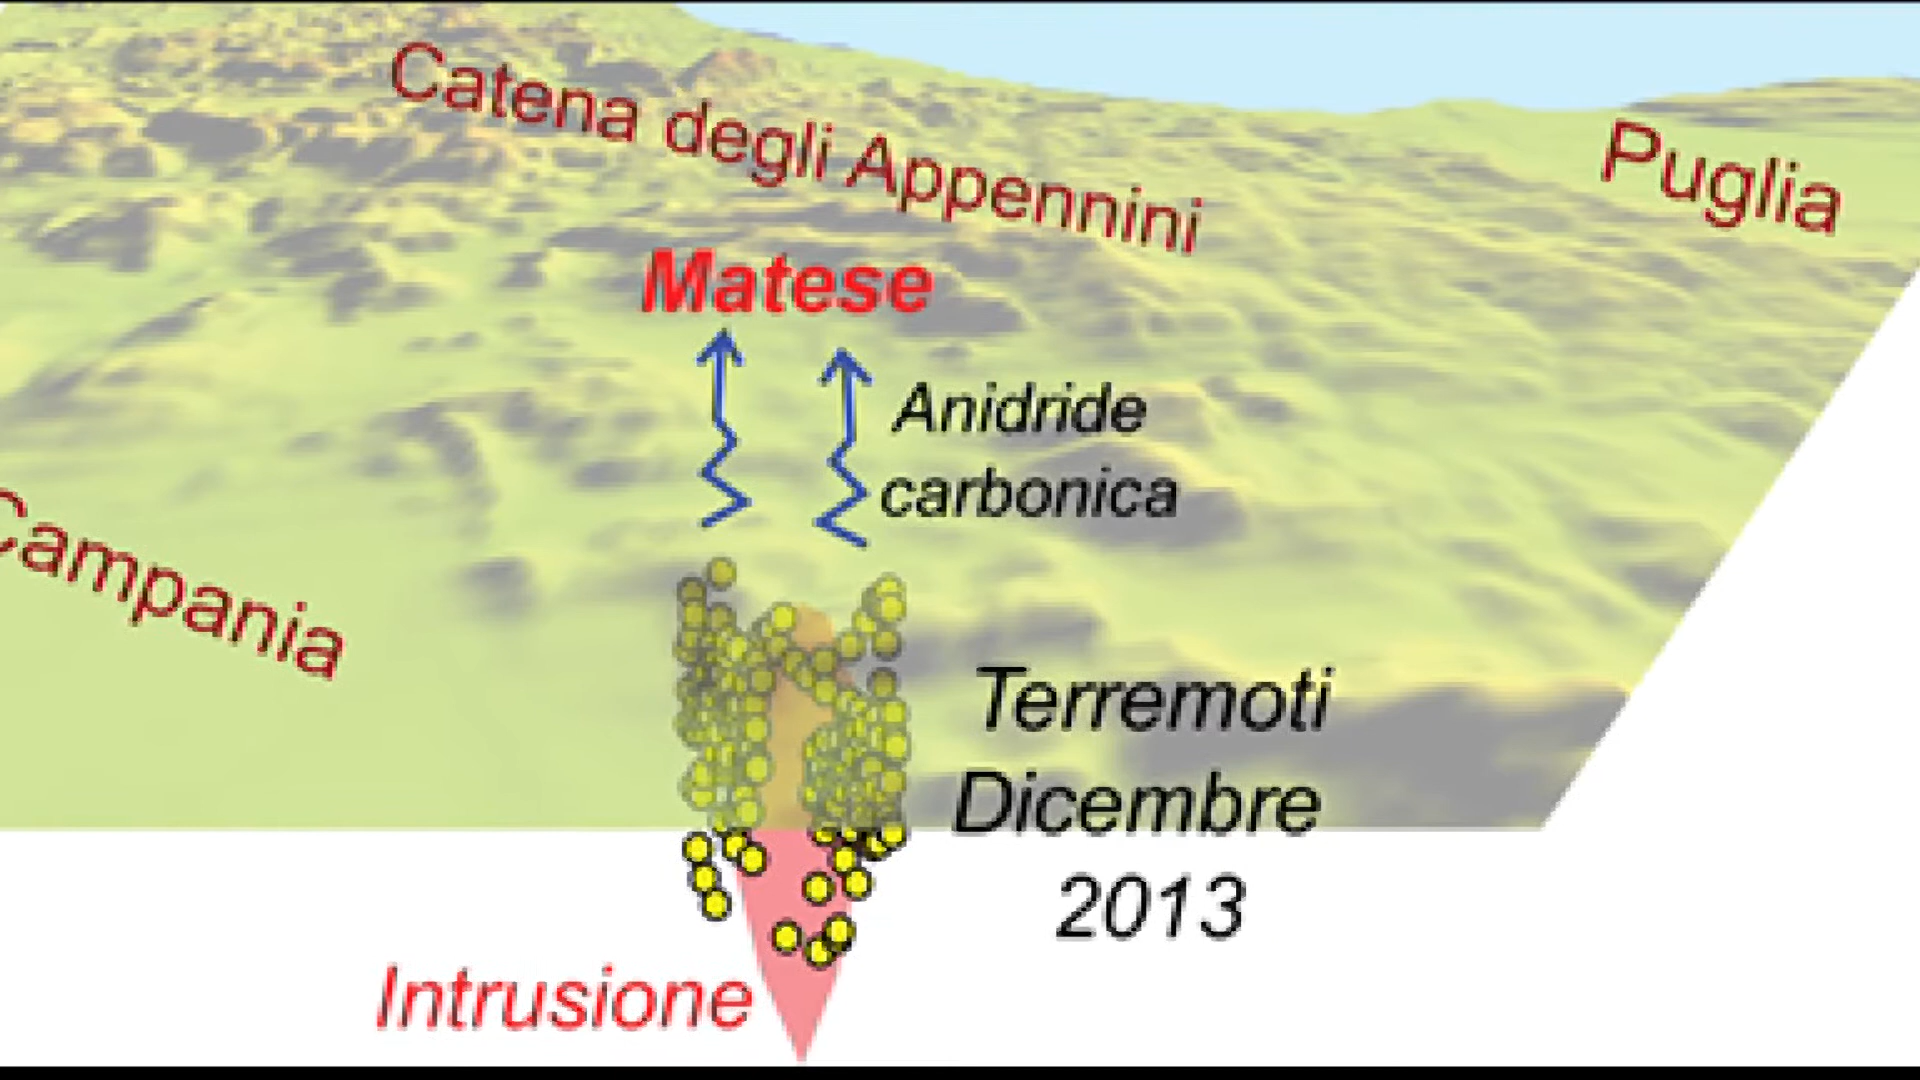 Catena degli Appennini
Puglia
Matese
Anidride
carbonica
Campania
Terremoti
Dicembre
2013
Intrusione